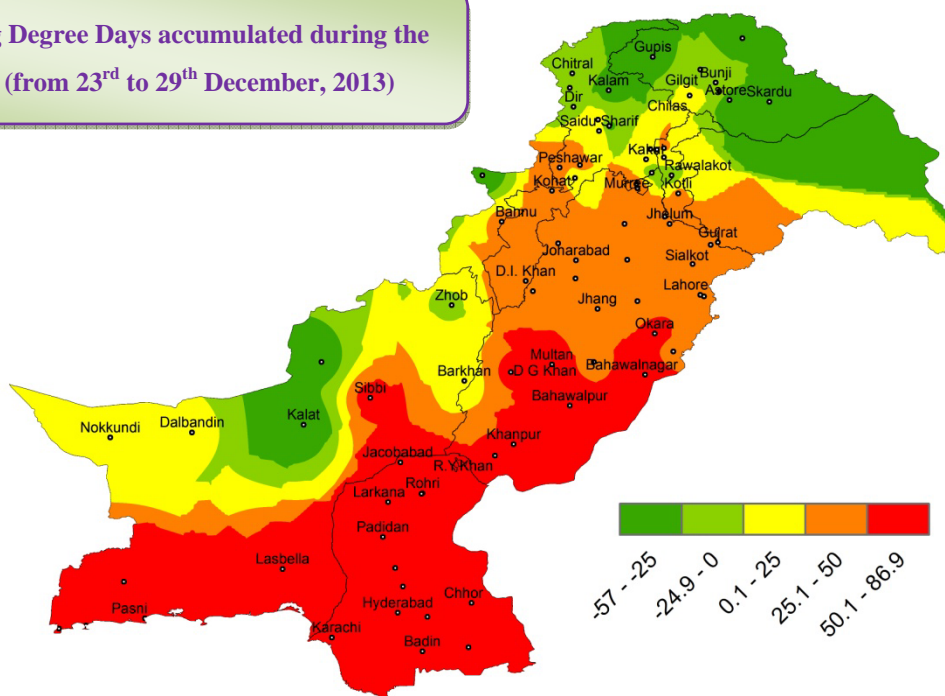 g Degree Days accumulated during the
(from 23rd to 29th December, 2013)
Gupis
Chitral
Bunji
Kalam
Gilgit
Astore
Skardu
Dir
Chilas
Saidu Sharif
Peshawar
Rawalakot
Kohat
Kotli
Bannu
Jhelum
Gujrat
Joharabad
Sialkot
D.I. Khan
Lahore
Zhob
Jhang
Okara
Multan
Bahawalnagar
D G Khan
Barkhan
Sibbi
Bahawalpur
Kalat
Dalbandin
Nokkundi
Khanpur
Jacobabad
R.Y.Khan
Rohri
Larkana
Padidan
Lasbella
Chhor
Hyderabad
Pasni
Karachi
Badin
-57 - -25
-24.9 - 0
0.1 - 25
25.1 - 50
50.1 - 86.9